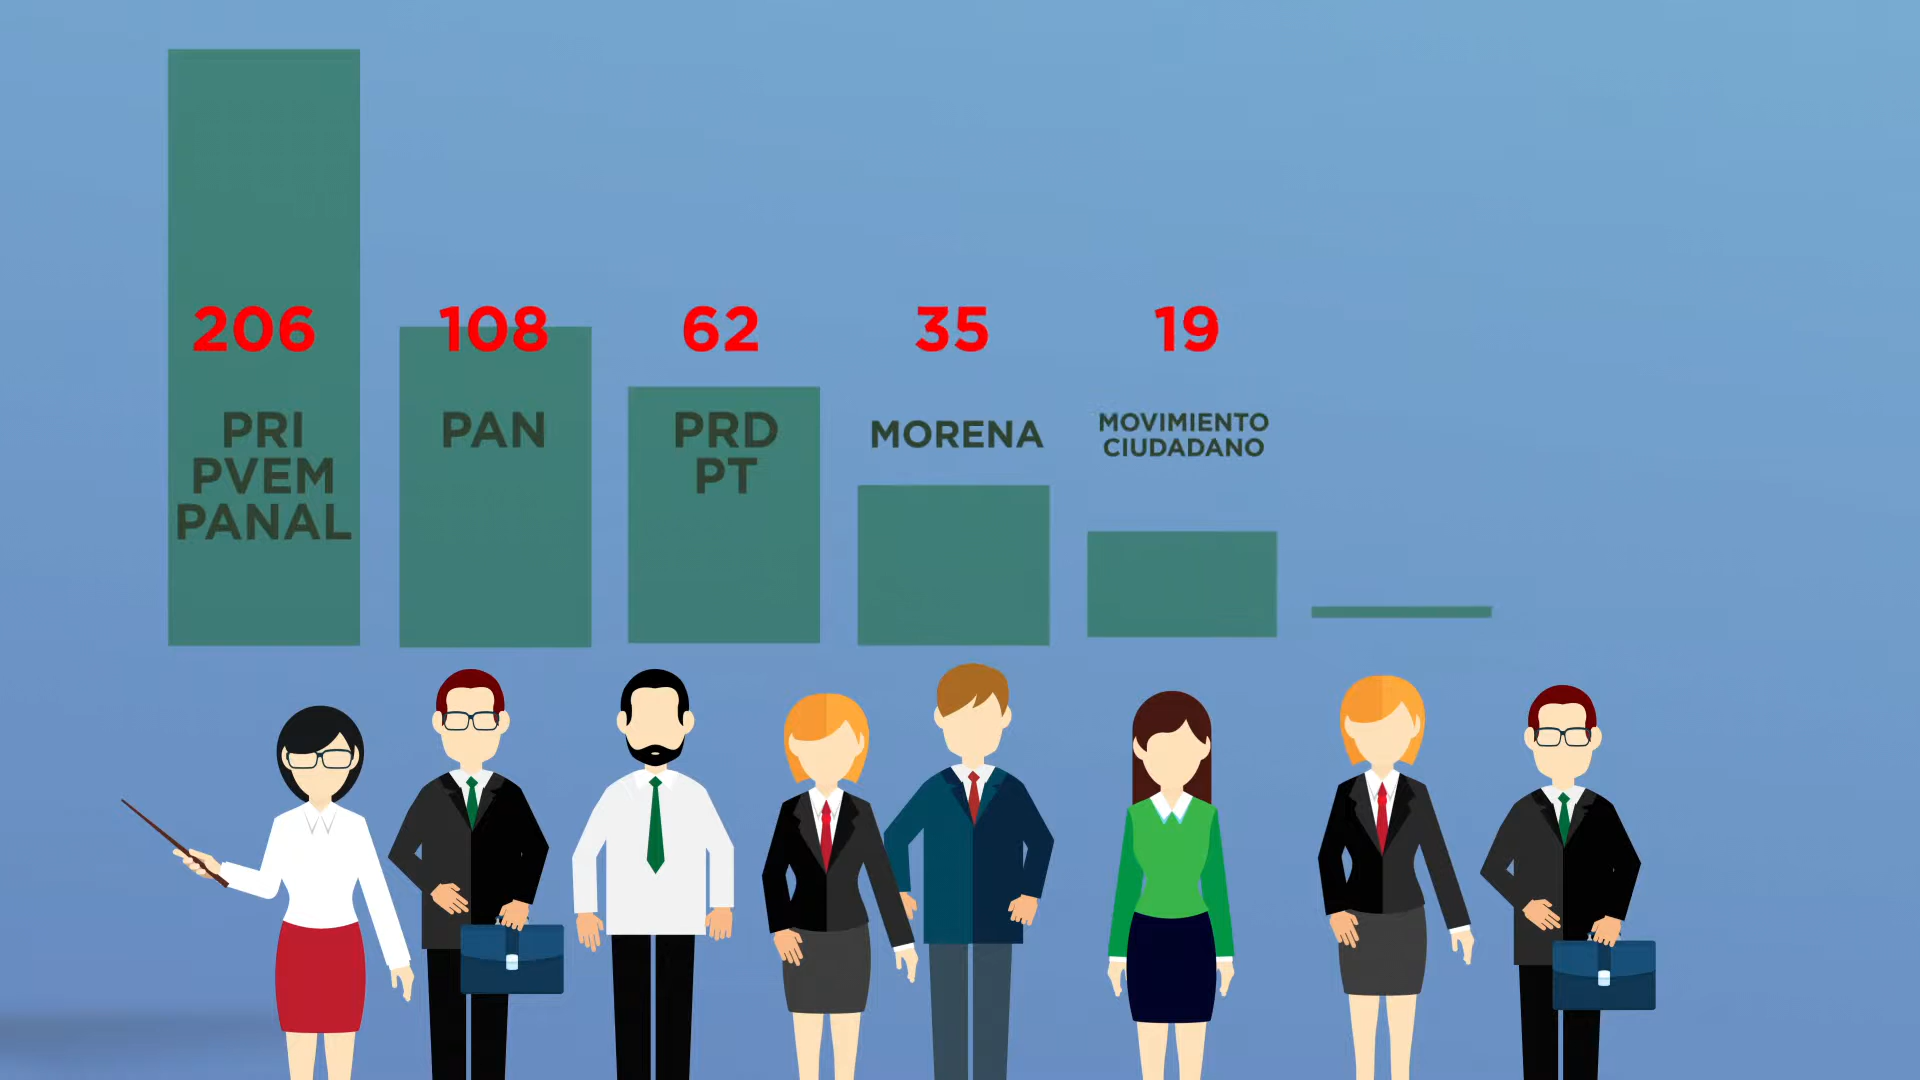 206
PRI
PVEM
PANAL
108
PAN
62
PRD
PT
35
MORENA
19
MOVIMIENTO
CIUDADANO